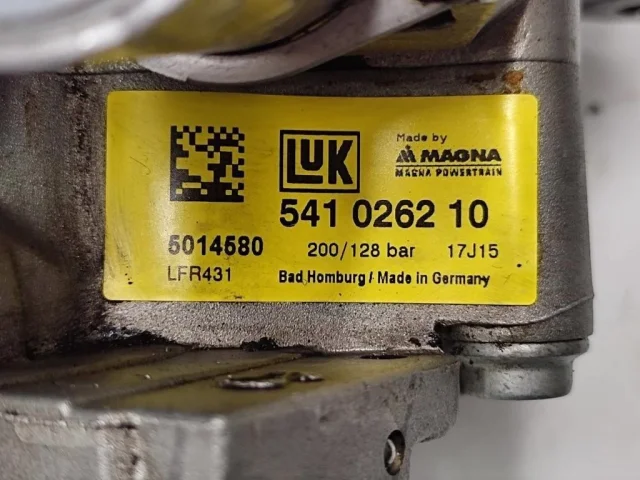 LUK
Made by
MAGNA
MAGNA POWERTRAIN
541 0262 10
5014580 200/128 bar 17J15
LFR431 Bad Homburg / Made in Germany